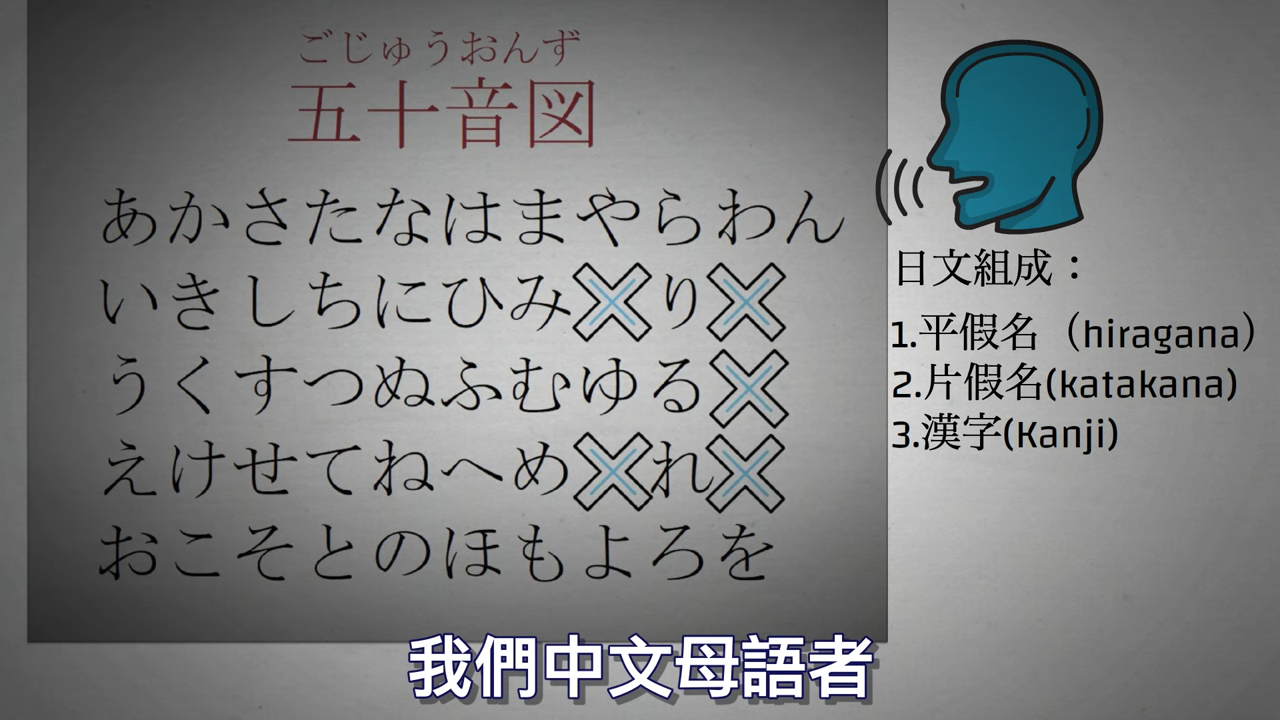 ごじゅうおんず
五十音図
あかさたなはまやらわん
いきしちにひみり
うくすつぬふむゆる
えけせてねへめれ
おこそとのほもよろを
日文組成：
1.平假名（hiragana）
2.片假名(katakana)
3.漢字(Kanji)
我們中文母語者